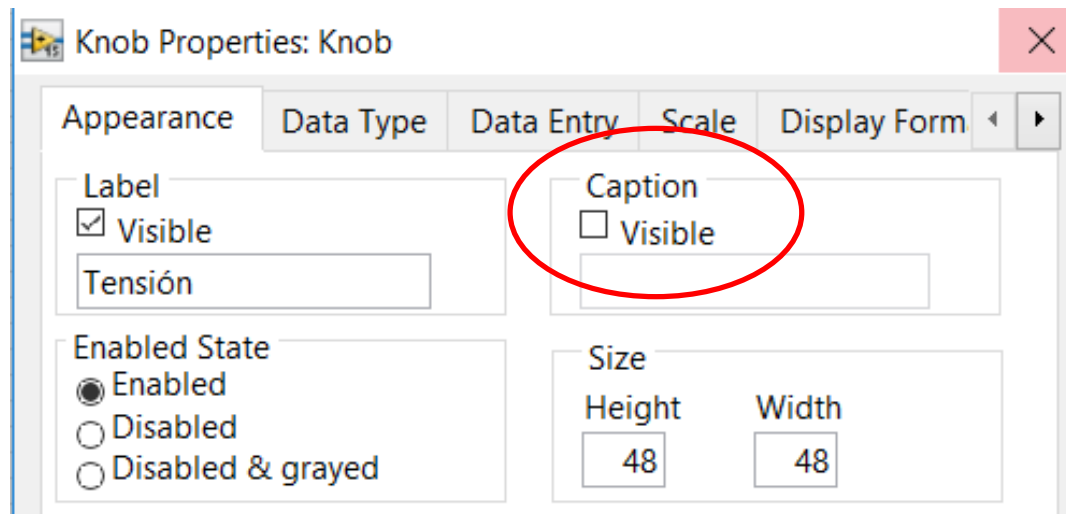 Knob Properties: Knob
Appearance Data Type Data Entry Scale Display Form
Label
Visible
Tensión
Caption
Visible
Enabled State
Enabled
Disabled
Disabled & grayed
Size
Height Width
48 48